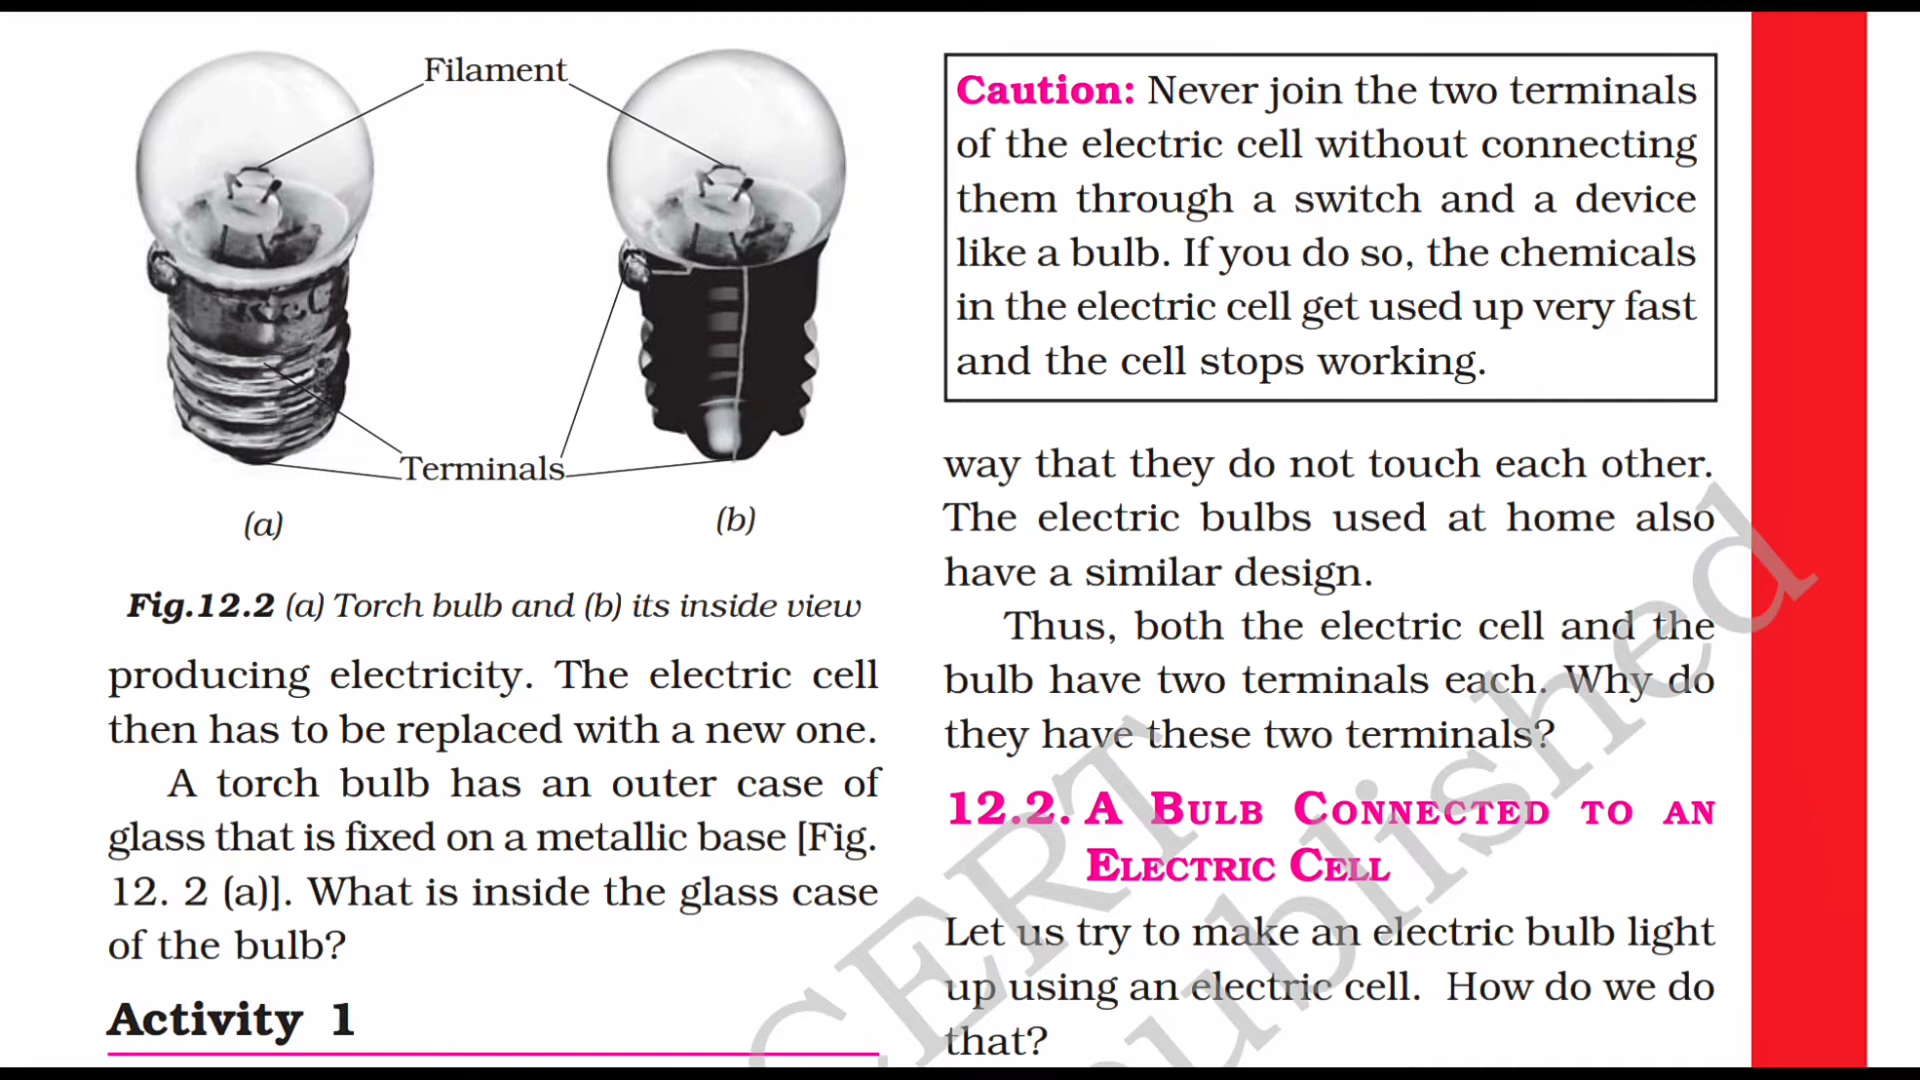 Filament
Terminals
(a)
(b)
Fig.12.2 (a) Torch bulb and (b) its inside view
producing electricity. The electric cell
then has to be replaced with a new one.
A torch bulb has an outer case of
glass that is fixed on a metallic base [Fig.
12. 2 (a)]. What is inside the glass case
of the bulb?
Activity 1
Caution: Never join the two terminals
of the electric cell without connecting
them through a switch and a device
like a bulb. If you do so, the chemicals
in the electric cell get used up very fast
and the cell stops working.
way that they do not touch each other.
The electric bulbs used at home also
have a similar design.
Thus, both the electric cell and the
bulb have two terminals each. Why do
they have these two terminals?
12.2. A BULB CONNECTED TO AN
ELECTRIC CELL
Let us try to make an electric bulb light
up using an electric cell. How do we do
that?
CERT
ublished